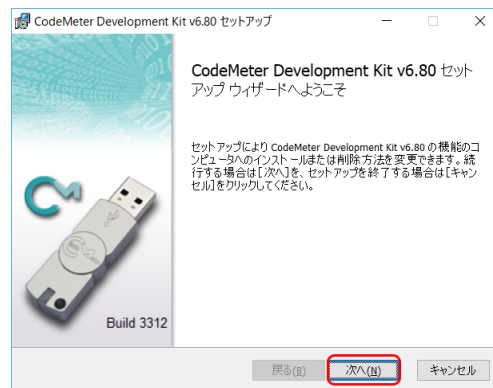 CodeMeter Development Kit v6.80 セットアップ
CodeMeter Development Kit v6.80 セット
アップ ウィザードへようこそ
セットアップにより CodeMeter Development Kit v6.80 の機能のコ
ンピュータへのインストールまたは削除方法を変更できます。続
行する場合は[次へ]を、セットアップを終了する場合は[キャン
セル]をクリックしてください。
Build 3312
戻る(B)
次へ(N)
キャンセル